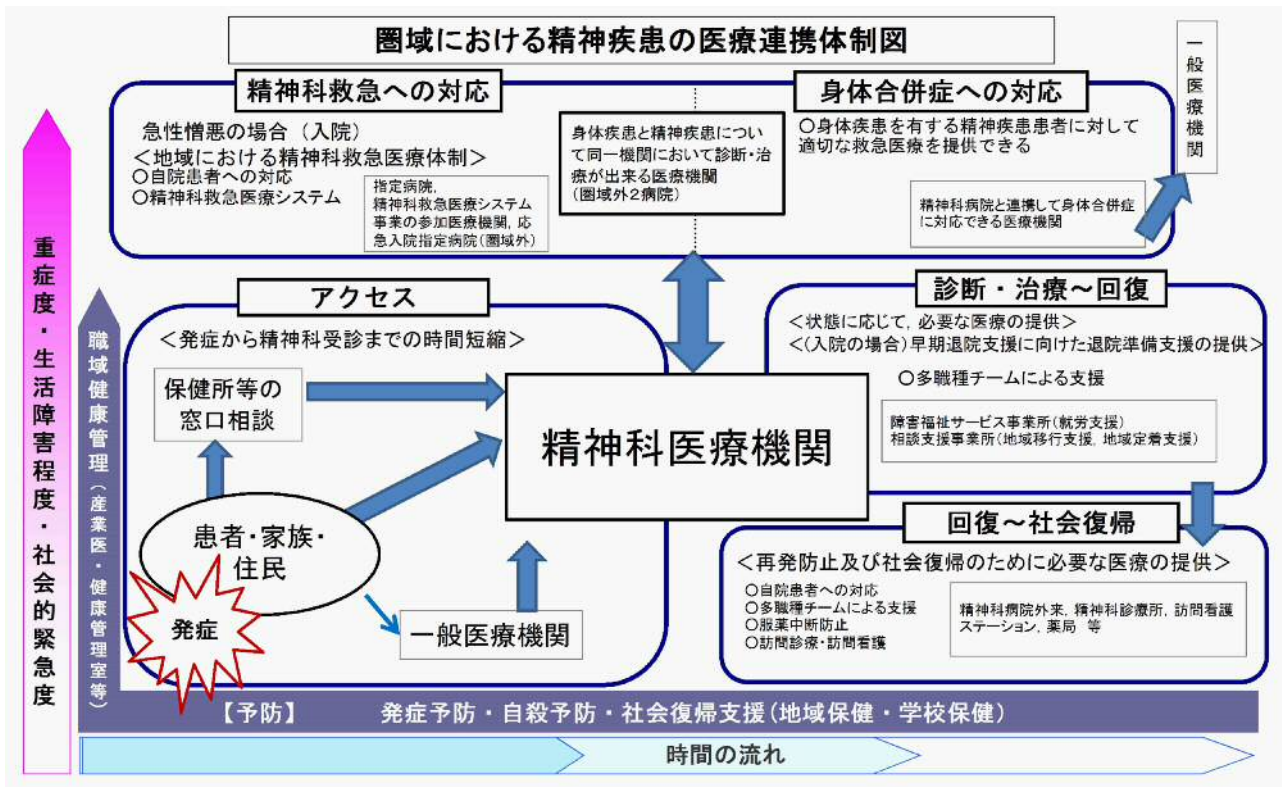 圏域における精神疾患の医療連携体制図
一般医療機関
精神科救急への対応
急性憎悪の場合（入院）
＜地域における精神科救急医療体制＞
○自院患者への対応
○精神科救急医療システム
指定病院，
精神科救急医療システム
事業の参加医療機関，応
急入院指定病院（圏域外）
身体疾患と精神疾患につい
て同一機関において診断・治
療が出来る医療機関
（圏域外２病院）
身体合併症への対応
○身体疾患を有する精神疾患患者に対して
適切な救急医療を提供できる
精神科病院と連携して身体合併症
に対応できる医療機関
重症度・生活障害程度・社会的緊急度
職域健康管理（産業医・健康管理室等）
アクセス
＜発症から精神科受診までの時間短縮＞
保健所等の
窓口相談
患者・家族・
住民
発症
一般医療機関
精神科医療機関
診断・治療～回復
＜状態に応じて，必要な医療の提供＞
＜（入院の場合）早期退院支援に向けた退院準備支援の提供＞
○多職種チームによる支援
障害福祉サービス事業所（就労支援）
相談支援事業所（地域移行支援，地域定着支援）
回復～社会復帰
＜再発防止及び社会復帰のために必要な医療の提供＞
○自院患者への対応
○多職種チームによる支援
○服薬中断防止
○訪問診療・訪問看護
精神科病院外来，精神科診療所，訪問看護
ステーション，薬局 等
【予防】 発症予防・自殺予防・社会復帰支援（地域保健・学校保健）
時間の流れ